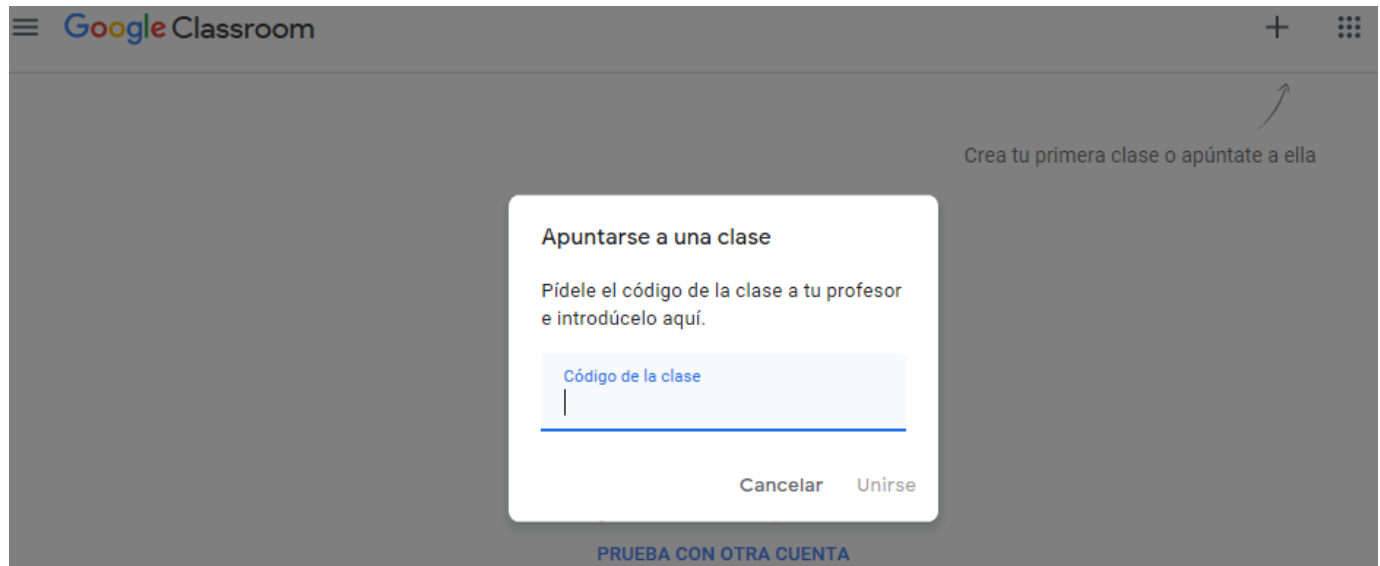 Google Classroom
Crea tu primera clase o apúntate a ella
Apuntarse a una clase
Pídele el código de la clase a tu profesor
e introdúcelo aquí.
Código de la clase
Cancelar Unirse
PRUEBA CON OTRA CUENTA